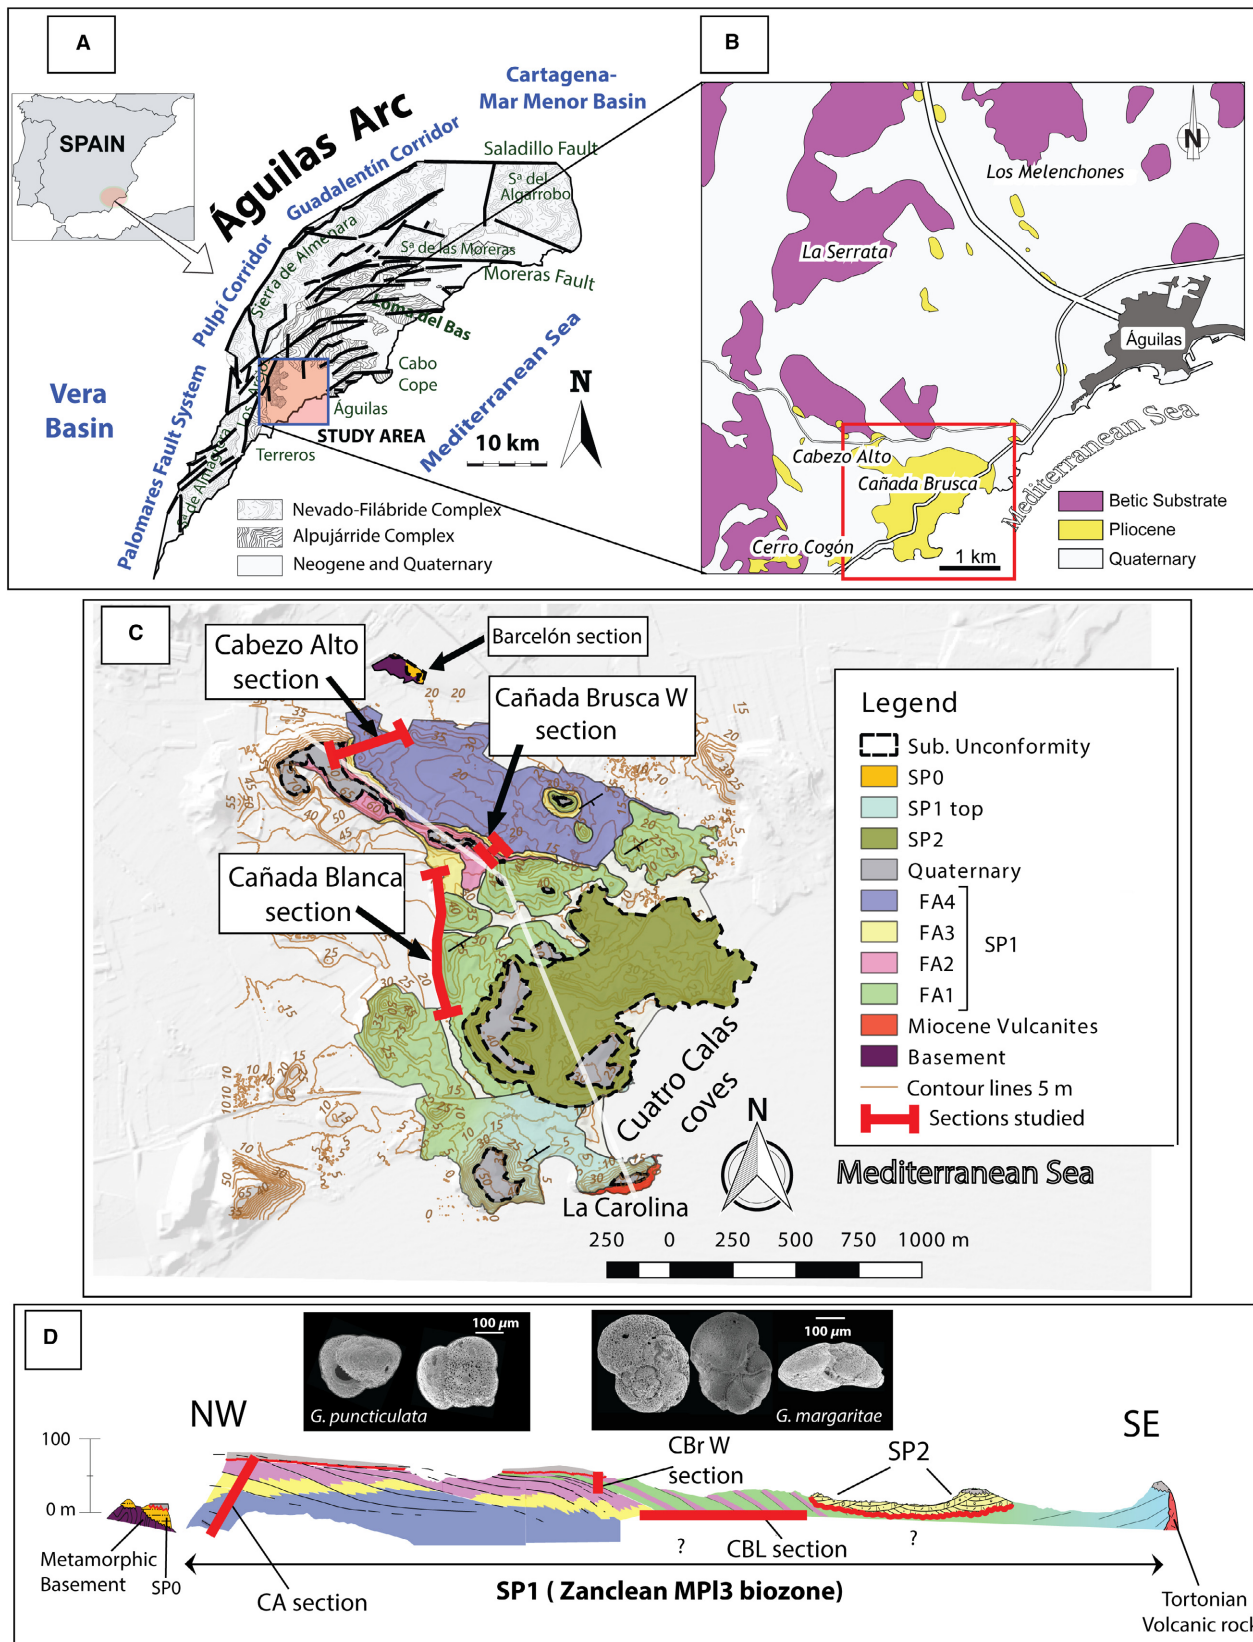 A
SPAIN
Águilas Arc
Cartagena-
Mar Menor Basin
Guadalentín Corridor
Saladillo Fault
Sª del
Algarrobo
Pulpí Corridor
Sierra de Almenara
Sª de las Moreras
Moreras Fault
Loma del Bas
Vera
Basin
Palomares Fault System
Cabo
Cope
Águilas
STUDY AREA
Terreros
Sª de Almagrera
Mediterranean Sea
N
10 km
Nevado-Filábride Complex
Alpujárride Complex
Neogene and Quaternary
B
N
Los Melenchones
La Serrata
Águilas
Cabezo Alto
Cañada Brusca
Cerro Cogón
Mediterranean Sea
1 km
Betic Substrate
Pliocene
Quaternary
C
Cabezo Alto
section
Barcelón section
Cañada Brusca W
section
Cañada Blanca
section
Cuatro Calas
coves
La Carolina
N
Mediterranean Sea
250 0 250 500 750 1000 m
Legend
Sub. Unconformity
SP0
SP1 top
SP2
Quaternary
FA4
FA3
FA2
FA1
SP1
Miocene Vulcanites
Basement
Contour lines 5 m
Sections studied
D
100 µm
G. puncticulata
100 µm
G. margaritae
NW
SE
100
0 m
CBr W
section
SP2
Metamorphic
Basement
SP0
CA section
?
CBL section
?
SP1 ( Zanclean MPl3 biozone)
Tortonian
Volcanic rock